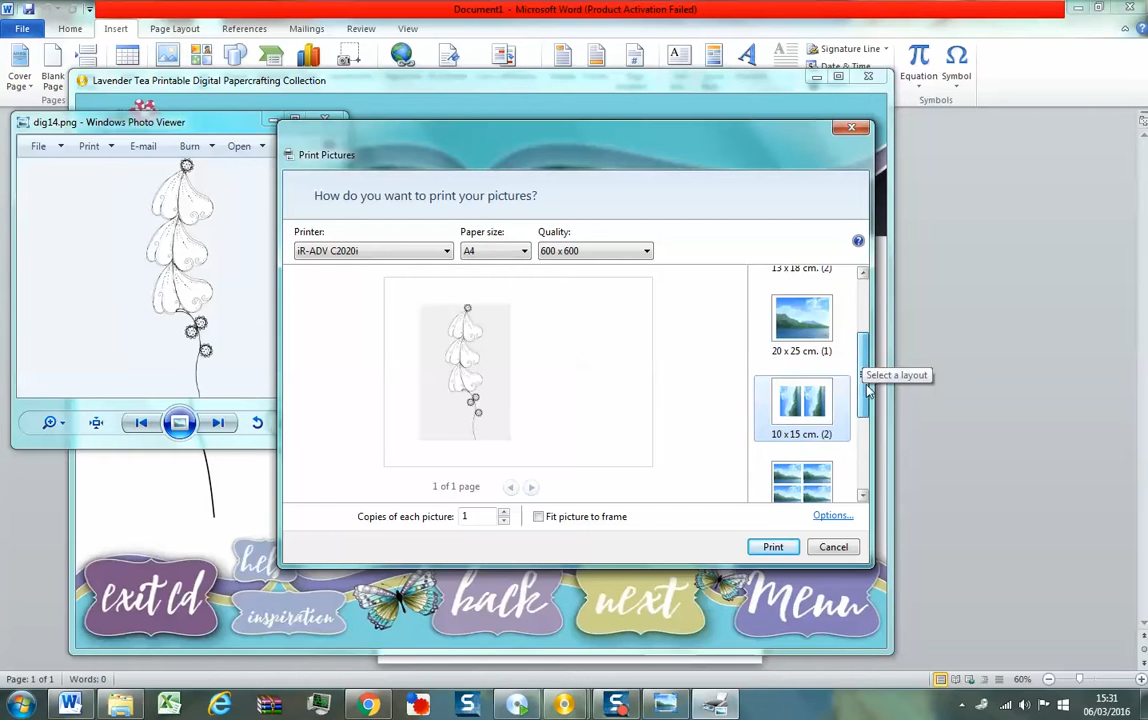 Document1 - Microsoft Word (Product Activation Failed)
File Home Insert Page Layout References Mailings Review View
Signature Line
Date & Time
Cover Page Blank Page Equation Symbol
Pages Symbols
Lavender Tea Printable Digital Papercrafting Collection
dig14.png - Windows Photo Viewer
File Print E-mail Burn Open
Print Pictures
How do you want to print your pictures?
Printer: Paper size: Quality:
iR-ADV C2020i A4 600 x 600
13 x 18 cm. (2)
20 x 25 cm. (1)
Select a layout
10 x 15 cm. (2)
1 of 1 page
Copies of each picture: 1 Fit picture to frame Options...
Print Cancel
exit cd
inspiration
back
next
Menu
Page: 1 of 1 Words: 0 60%
15:31
06/03/2016